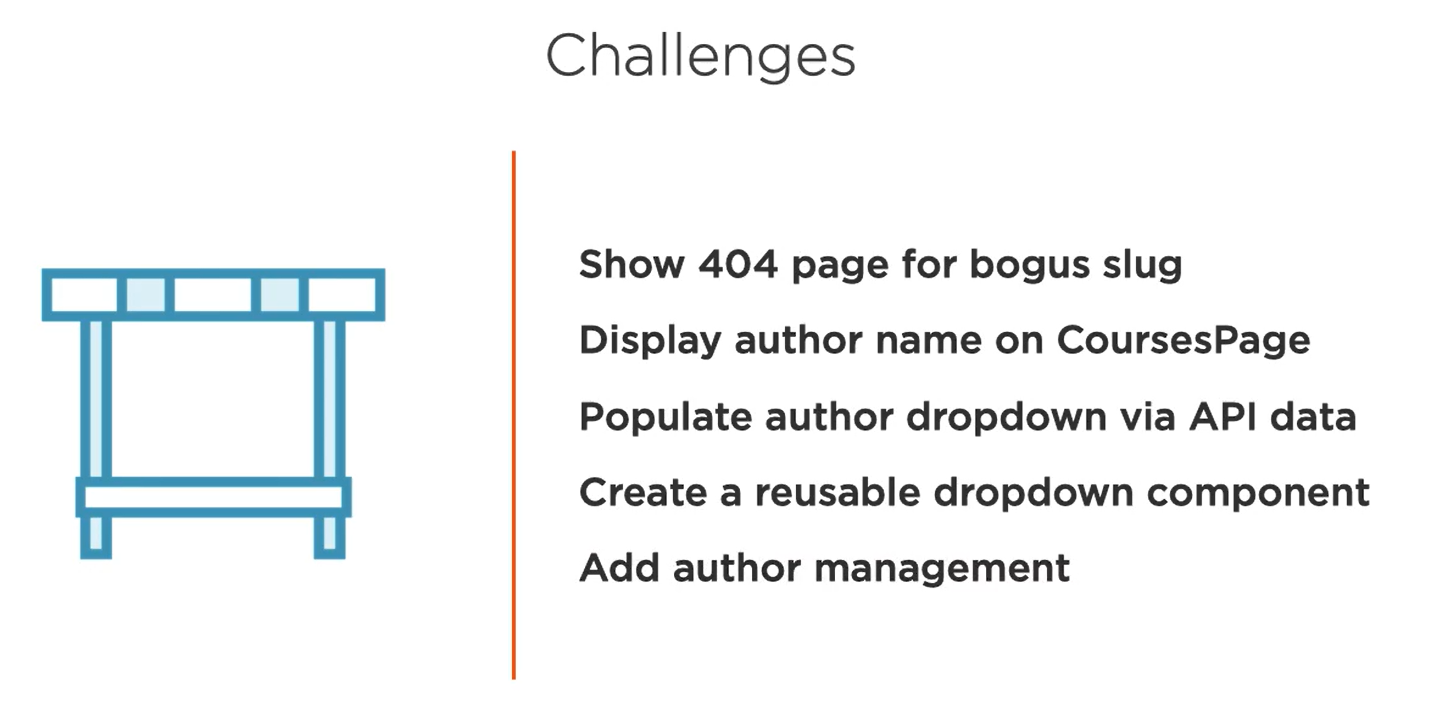 Challenges
Show 404 page for bogus slug
Display author name on CoursesPage
Populate author dropdown via API data
Create a reusable dropdown component
Add author management